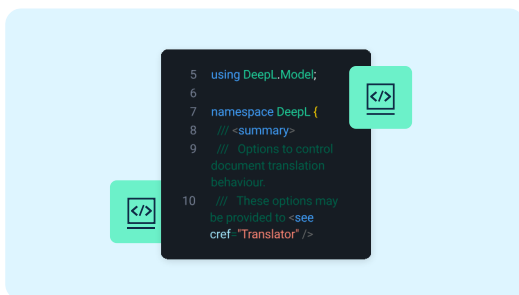 5 using DeepL.Model;
6
7 namespace DeepL {
8 /// <summary>
9 /// Options to control
document translation
behaviour.
10 /// These options may
be provided to <see
cref="Translator" />
</>
</>